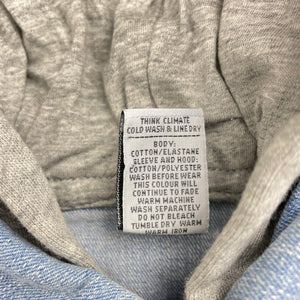 THINK CLIMATE
COLD WASH & LINE DRY
BODY:
COTTON/ELASTANE
SLEEVE AND HOOD:
COTTON/POLYESTER
WASH BEFORE WEAR
THIS COLOUR WILL
CONTINUE TO FADE
WARM MACHINE
WASH SEPARATELY
DO NOT BLEACH
TUMBLE DRY WARM
WARM IRON